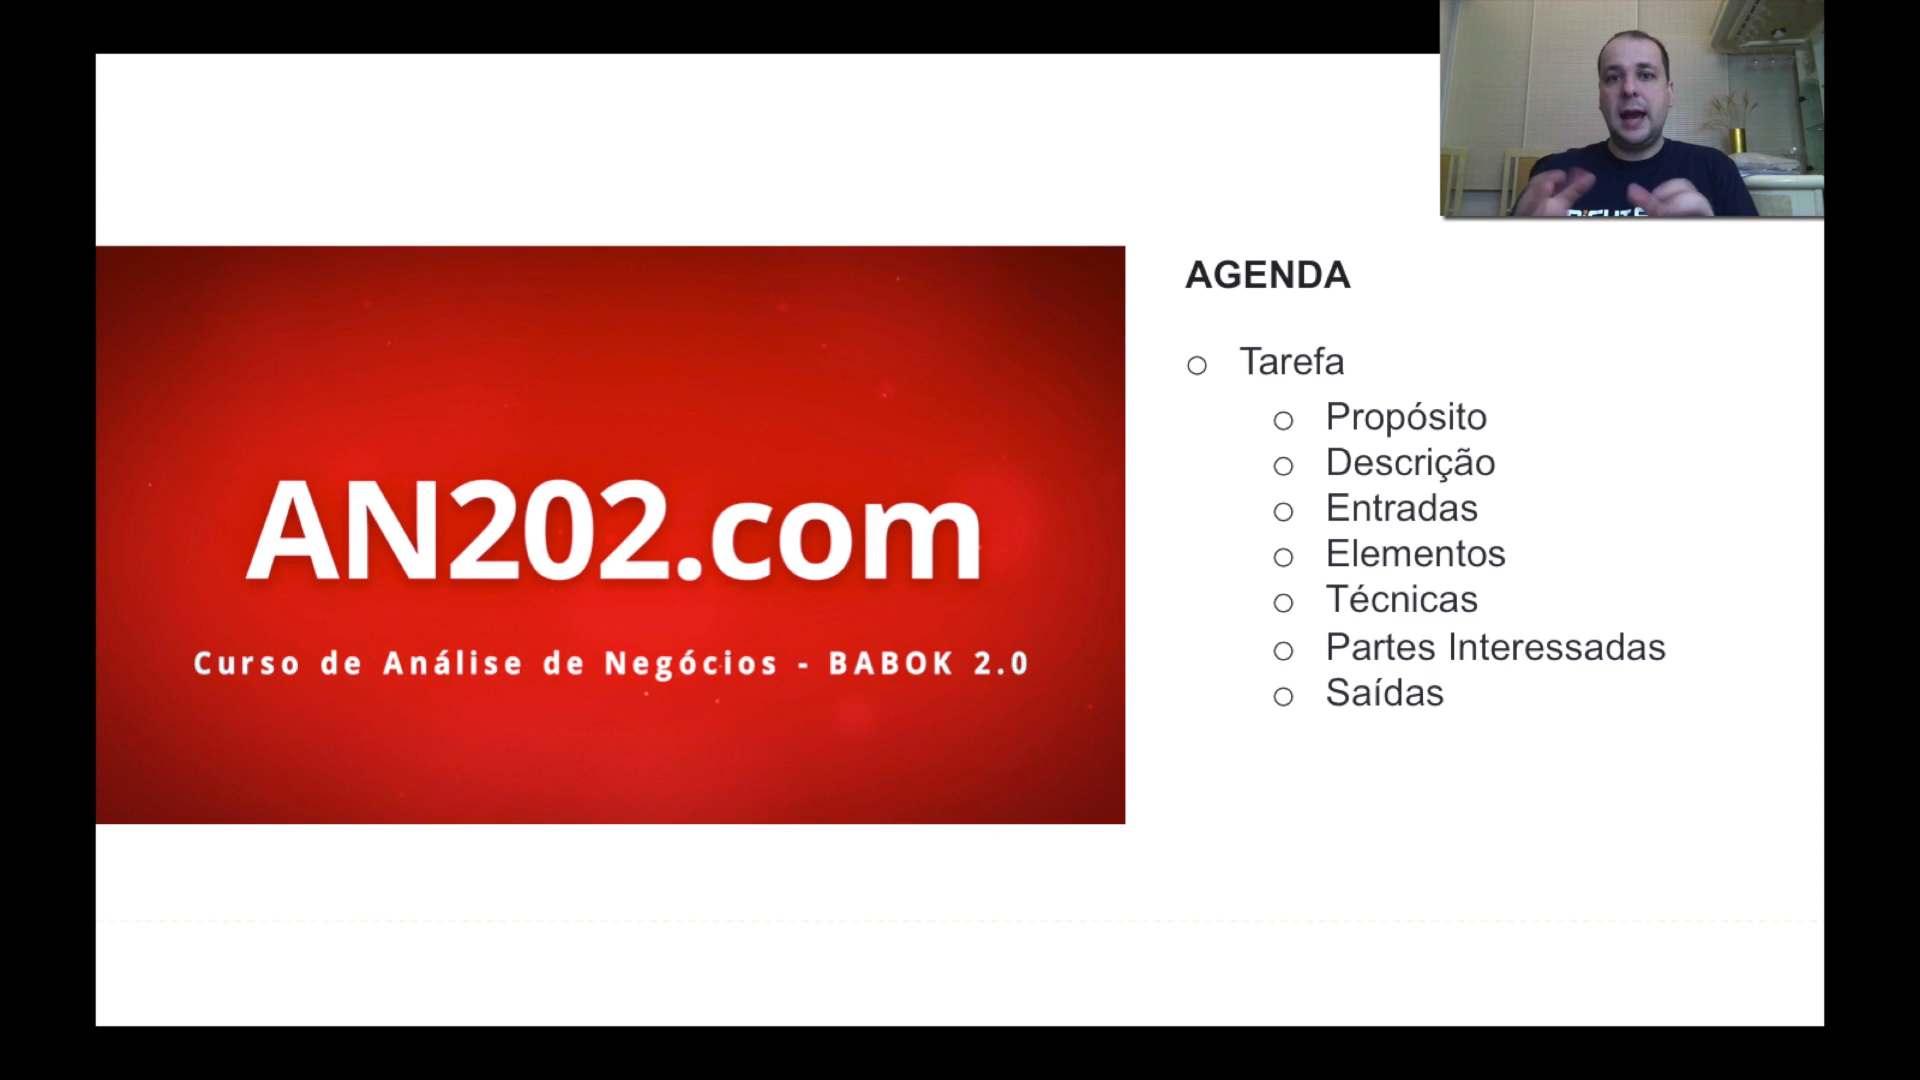 AN202.com
Curso de Análise de Negócios - BABOK 2.0
AGENDA
Tarefa
Propósito
Descrição
Entradas
Elementos
Técnicas
Partes Interessadas
Saídas